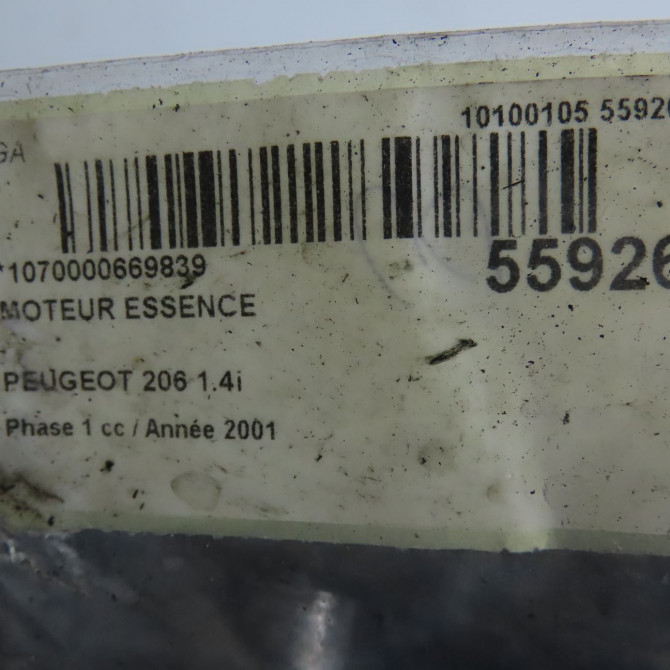 10100105 55926
GA
*1070000669839
55926
MOTEUR ESSENCE
PEUGEOT 206 1.4i
Phase 1 cc / Année 2001